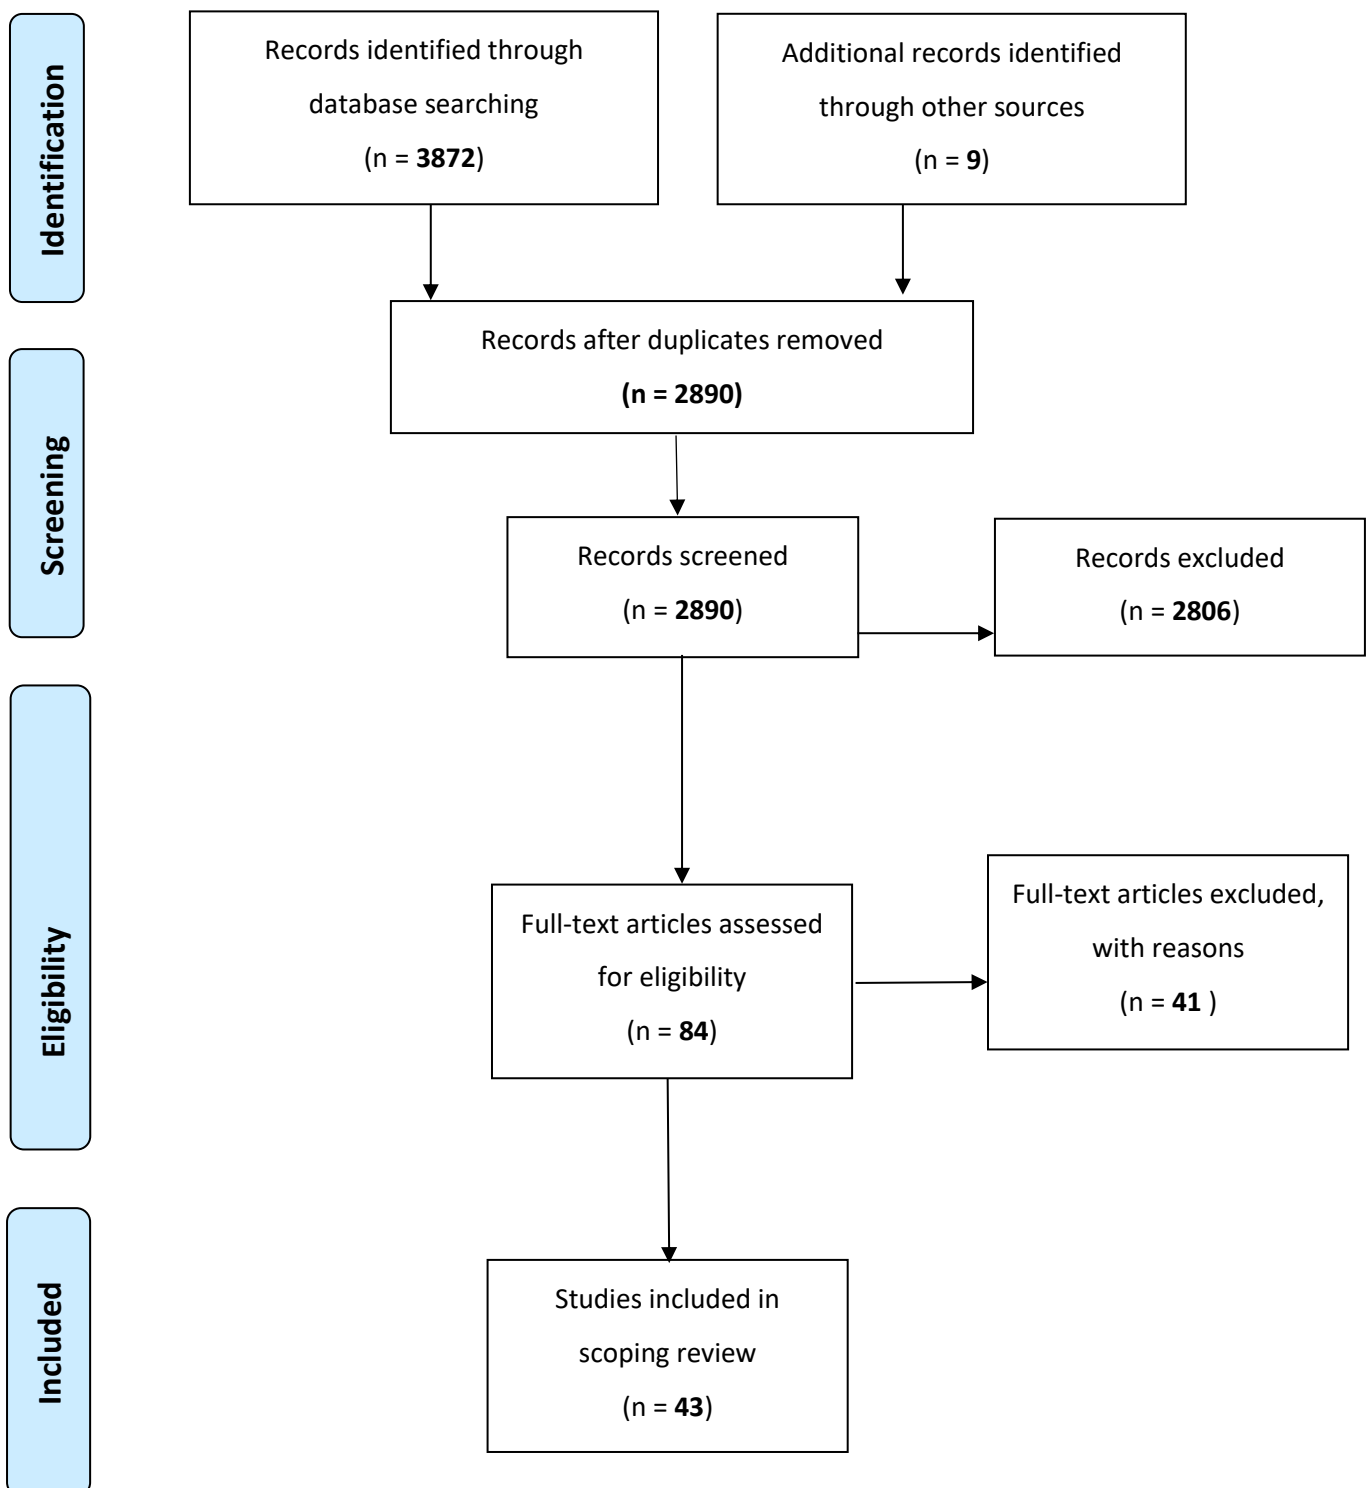 Identification
Records identified through
database searching
(n = 3872)
Additional records identified
through other sources
(n = 9)
Records after duplicates removed
(n = 2890)
Screening
Records screened
(n = 2890)
Records excluded
(n = 2806)
Eligibility
Full-text articles assessed
for eligibility
(n = 84)
Full-text articles excluded,
with reasons
(n = 41 )
Included
Studies included in
scoping review
(n = 43)